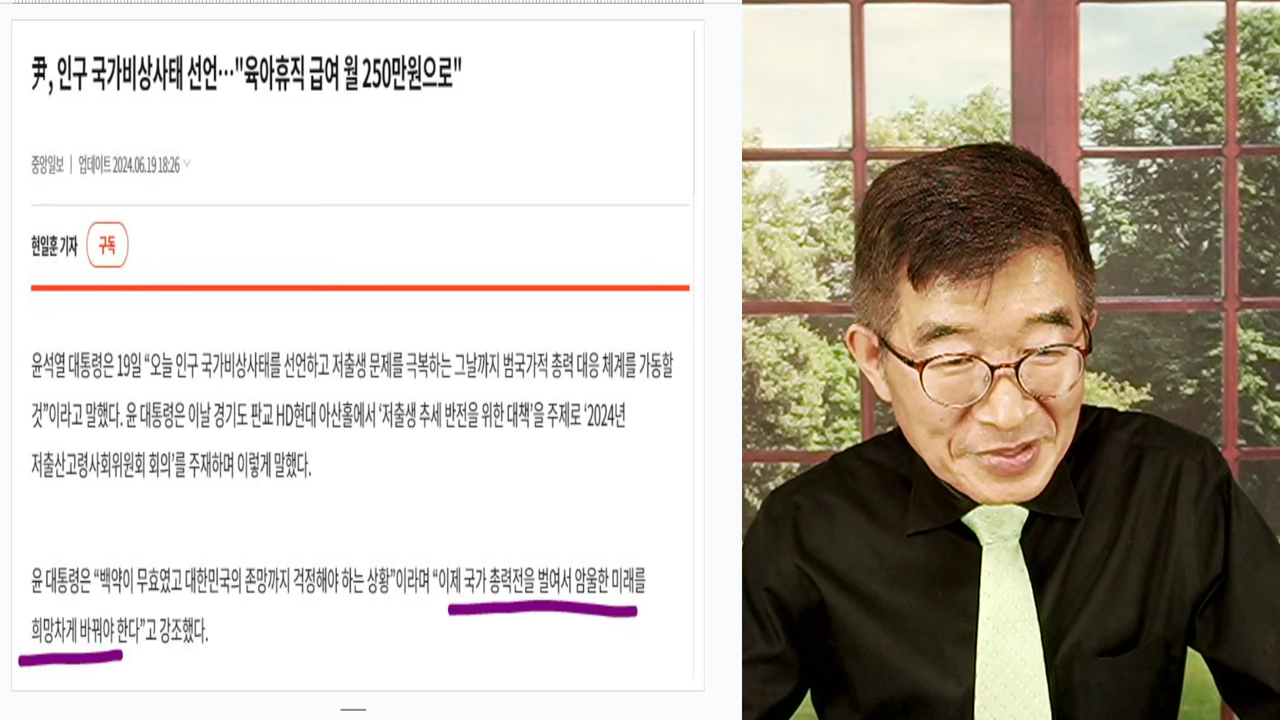 尹, 인구 국가비상사태 선언…"육아휴직 급여 월 250만원으로"
중앙일보 | 업데이트 2024.06.19 18:26
현일훈 기자 구독
윤석열 대통령은 19일 “오늘 인구 국가비상사태를 선언하고 저출생 문제를 극복하는 그날까지 범국가적 총력 대응 체계를 가동할
것”이라고 말했다. 윤 대통령은 이날 경기도 판교 HD현대 아산홀에서 ‘저출생 추세 반전을 위한 대책’을 주제로 ‘2024년
저출산고령사회위원회 회의’를 주재하며 이렇게 말했다.
윤 대통령은 “백약이 무효였고 대한민국의 존망까지 걱정해야 하는 상황”이라며 “이제 국가 총력전을 벌여서 암울한 미래를
희망차게 바꿔야 한다”고 강조했다.